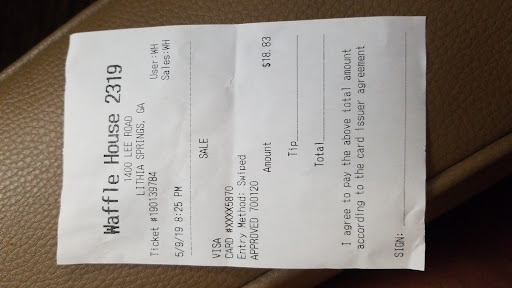 Waffle House 2319
1400 LEE ROAD
LITHIA SPRINGS, GA
Ticket #190139784 User:WH
5/9/19 8:25 PM Sales:WH
SALE
VISA
CARD #XXXX5870
Entry Method: Swiped
APPROVED T00120
Amount $18.83
Tip
Total
I agree to pay the above total amount
according to the card issuer agreement
SIGN: